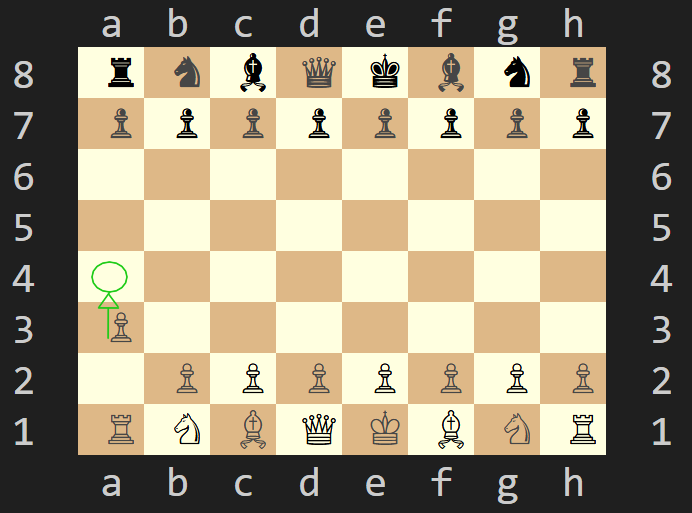 a b c d e f g h
8 ♜ ♞ ♝ ♕ ♚ ♝ ♞ ♜ 8
7 ♟ ♟ ♟ ♟ ♟ ♟ ♟ ♟ 7
6 6
5 5
4 4
3 ♙ 3
2 ♙ ♙ ♙ ♙ ♙ ♙ ♙ 2
1 ♖ ♘ ♗ ♕ ♔ ♗ ♘ ♖ 1
a b c d e f g h